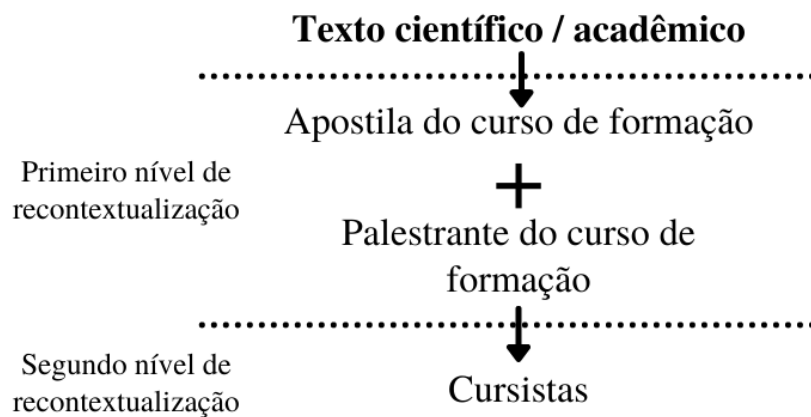 Texto científico / acadêmico
Apostila do curso de formação
Primeiro nível de
recontextualização
+
Palestrante do curso de
formação
Segundo nível de
recontextualização
Cursistas